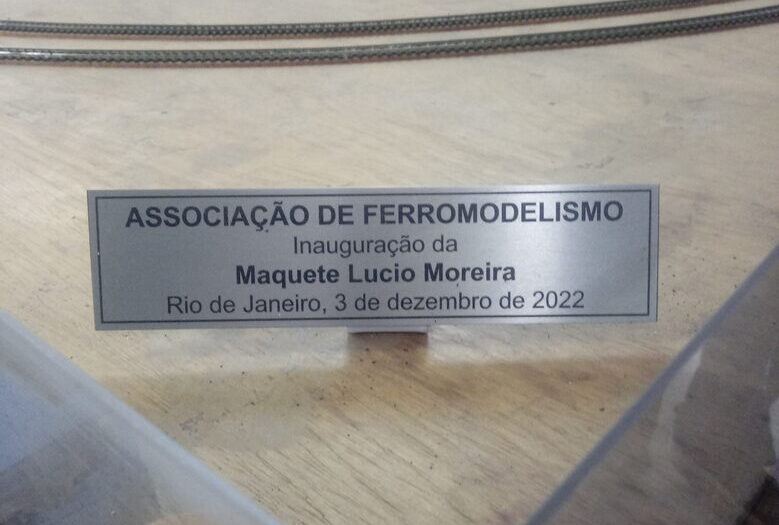 ASSOCIAÇÃO DE FERROMODELISMO
Inauguração da
Maquete Lucio Moreira
Rio de Janeiro, 3 de dezembro de 2022